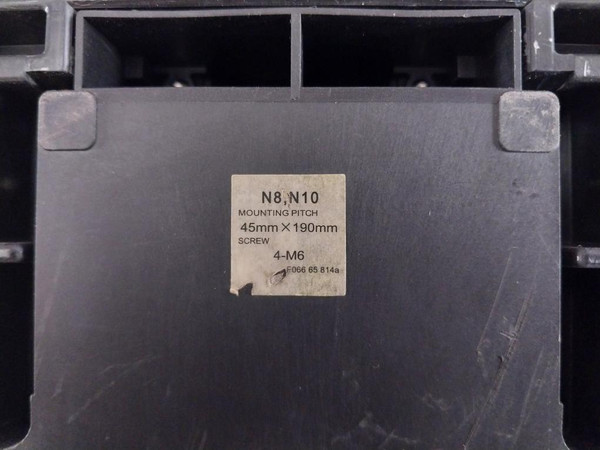 N8,N10
MOUNTING PITCH
45mm×190mm
SCREW
4-M6
F066 65 814a